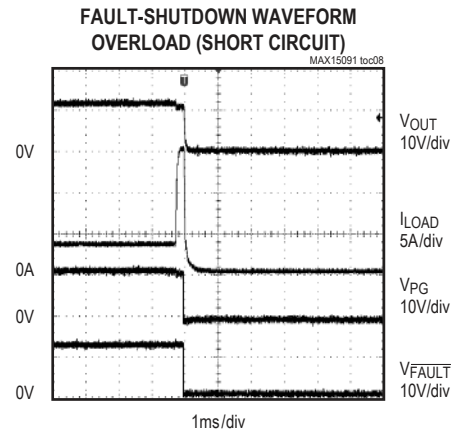 FAULT-SHUTDOWN WAVEFORM
OVERLOAD (SHORT CIRCUIT)
MAX15091 toc08
T
0V
VOUT
10V/div
ILOAD
5A/div
0A
VPG
10V/div
0V
VFAULT
10V/div
0V
1ms/div